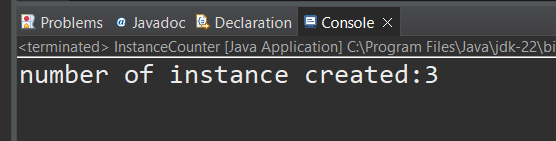 Problems @ Javadoc Declaration Console
<terminated> InstanceCounter [Java Application] C:\Program Files\Java\jdk-22\bi
number of instance created:3